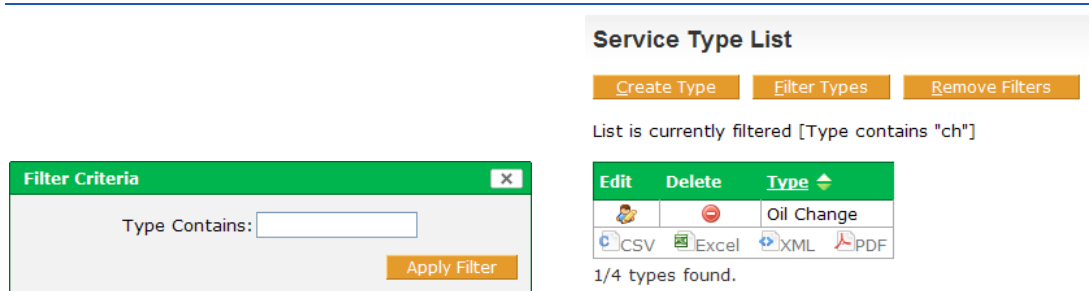 Service Type List
Create Type Filter Types Remove Filters
List is currently filtered [Type contains "ch"]
Filter Criteria
Type Contains:
Apply Filter
Edit Delete Type
Oil Change
CSV Excel XML PDF
1/4 types found.